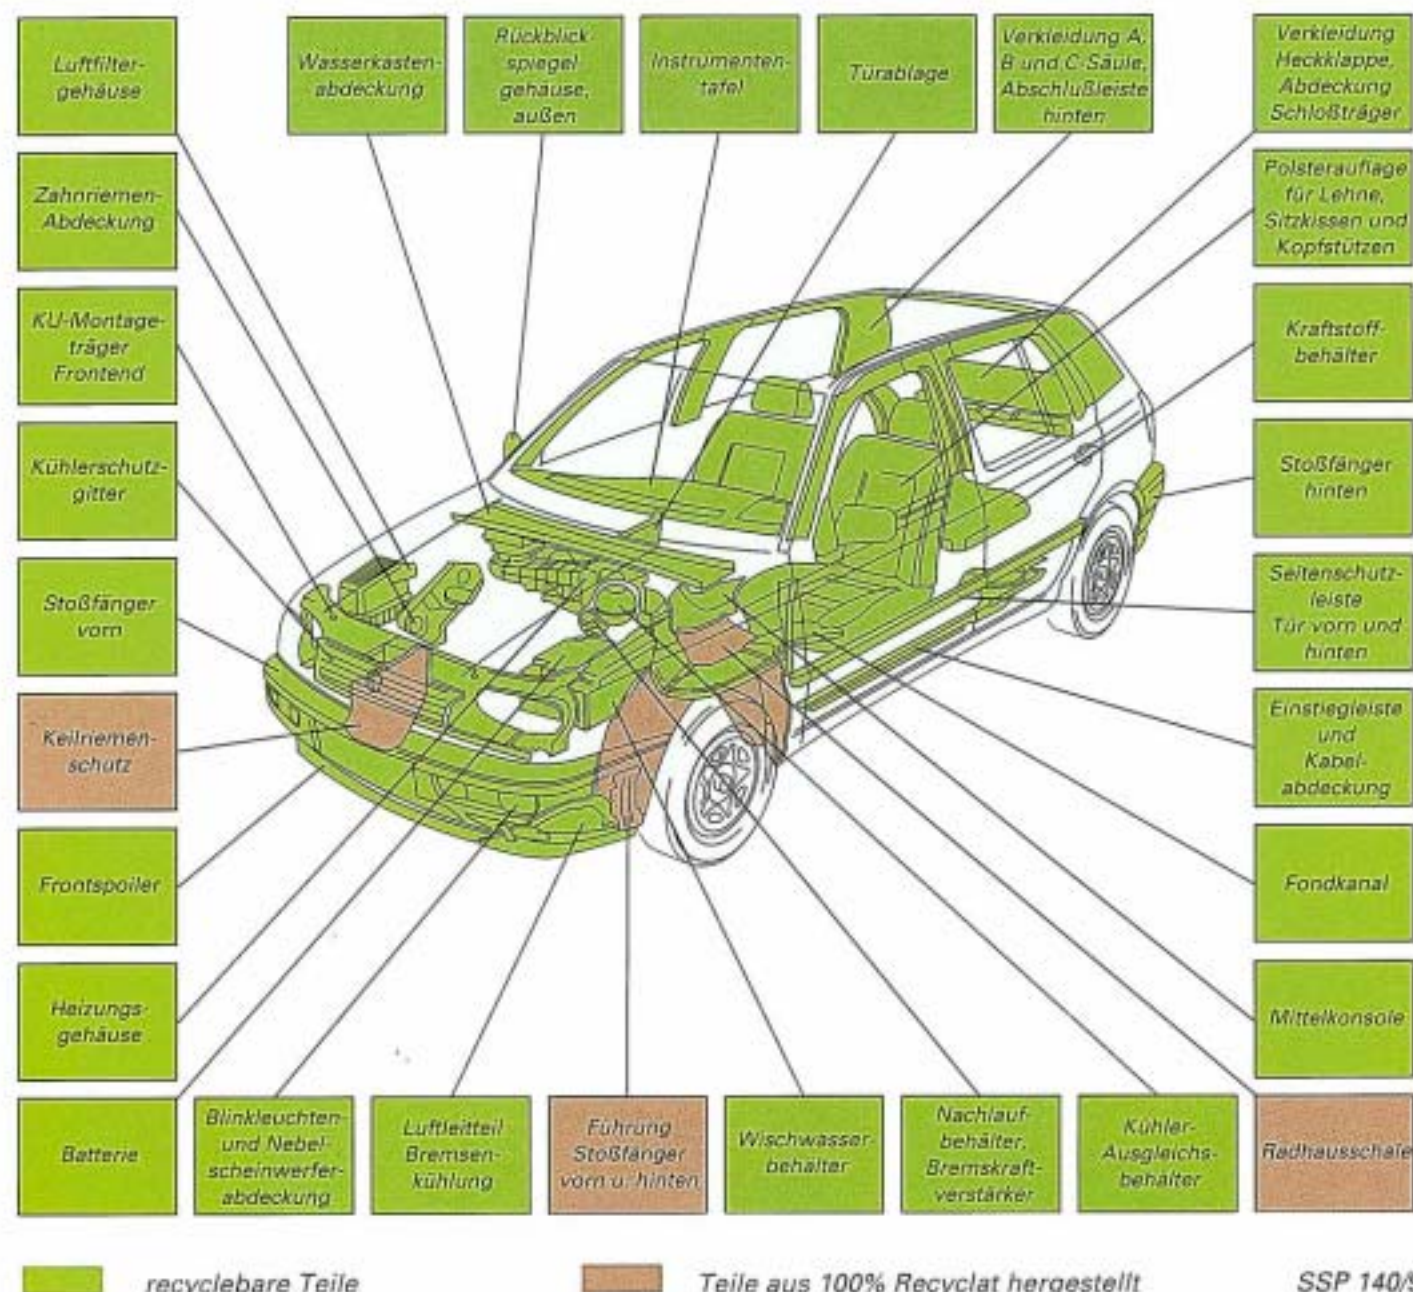 Luftfilter-
gehäuse
Wasserkasten-
abdeckung
Rückblick
spiegel
gehäuse,
außen
Instrumenten-
tafel
Türablage
Verkleidung A,
B und C-Säule,
Abschlußleiste
hinten
Verkleidung
Heckklappe,
Abdeckung
Schloßträger
Zahnriemen-
Abdeckung
Polsterauflage
für Lehne,
Sitzkissen und
Kopfstützen
KU-Montage-
träger
Frontend
Kraftstoff-
behälter
Kühlerschutz-
gitter
Stoßfänger
hinten
Stoßfänger
vorn
Seitenschutz-
leiste
Tür vorn und
hinten
Keilriemen-
schutz
Einstiegleiste
und
Kabel-
abdeckung
Frontspoiler
Fondkanal
Heizungs-
gehäuse
Mittelkonsole
Batterie
Blinkleuchten-
und Nebel-
scheinwerfer-
abdeckung
Luftleitteil
Bremsen-
kühlung
Führung
Stoßfänger
vorn u. hinten
Wischwasser-
behälter
Nachlauf-
behälter,
Bremskraft-
verstärker
Kühler-
Ausgleichs-
behälter
Radhausschale
recyclebare Teile
Teile aus 100% Recyclat hergestellt
SSP 140/